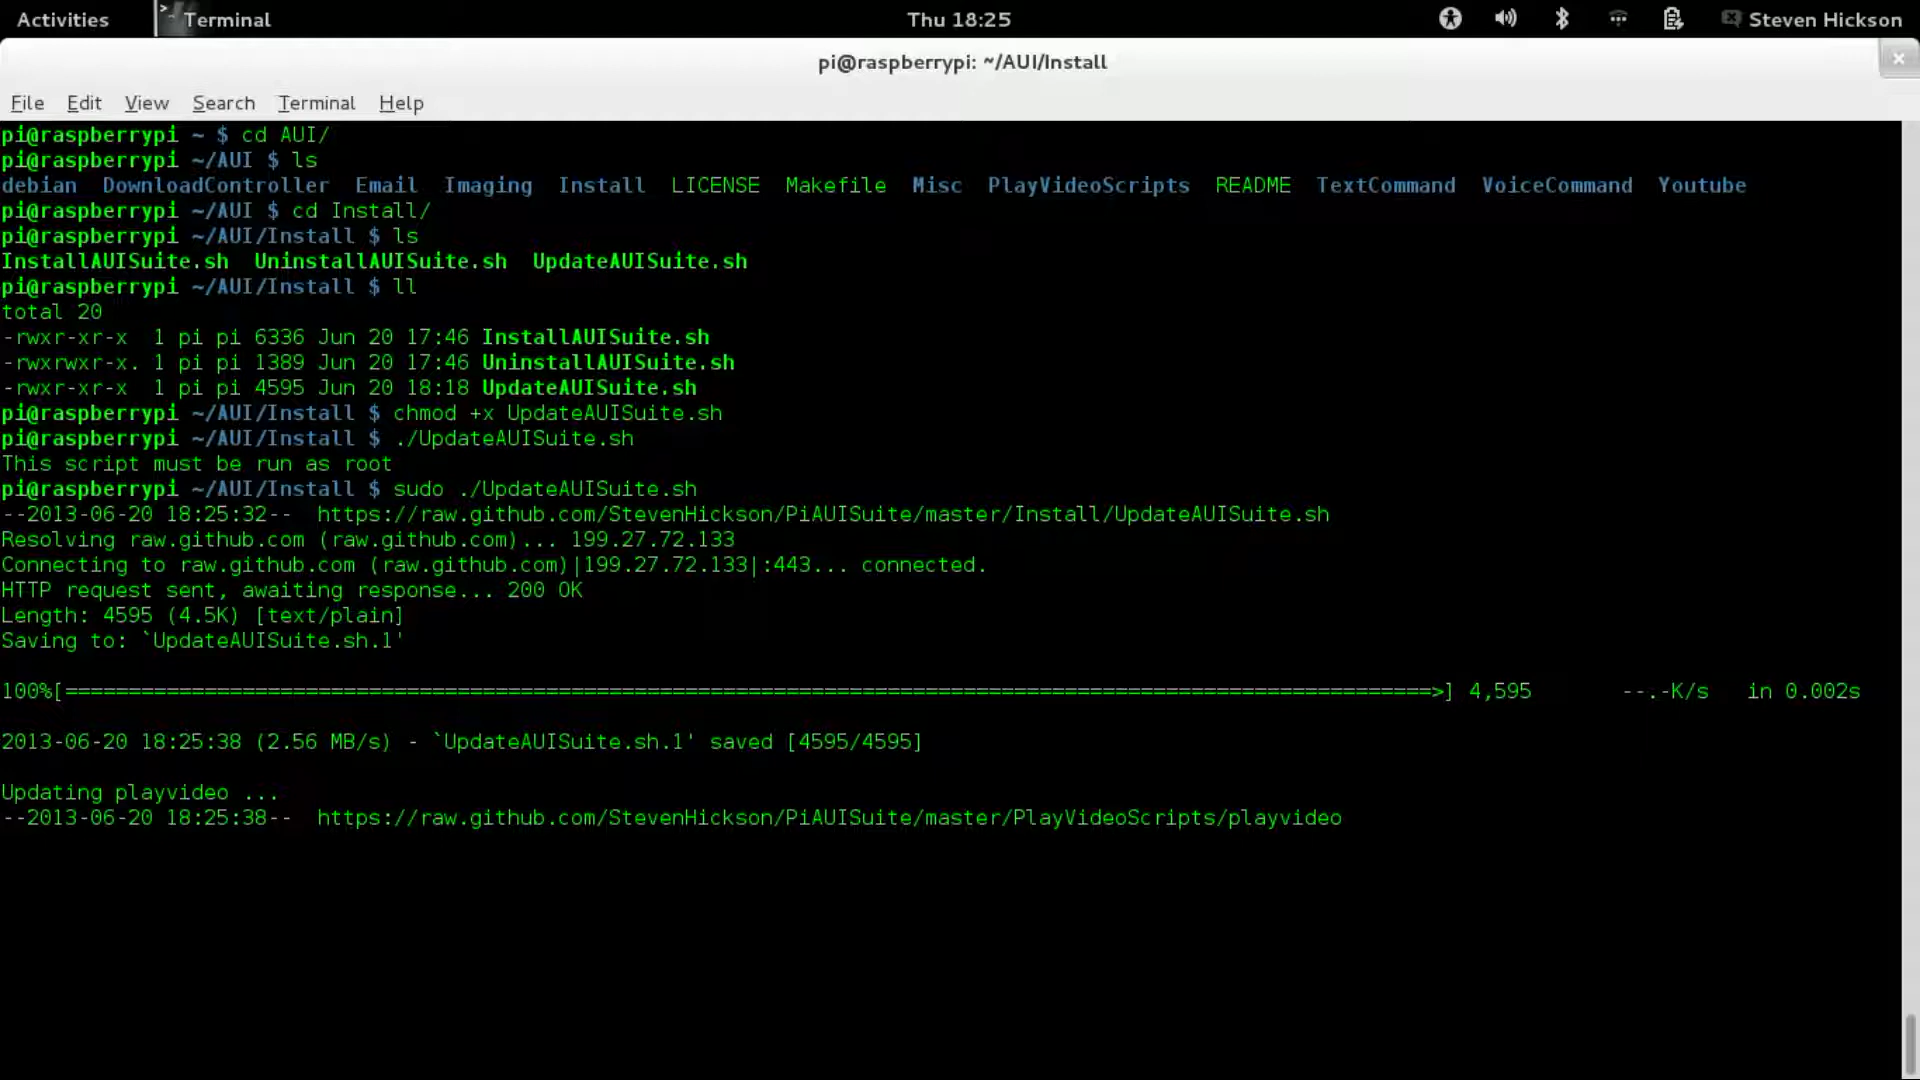 Activities Terminal Thu 18:25 Steven Hickson
pi@raspberrypi: ~/AUI/Install
File Edit View Search Terminal Help
pi@raspberrypi ~ $ cd AUI/
pi@raspberrypi ~/AUI $ ls
debian  DownloadController  Email  Imaging  Install  LICENSE  Makefile  Misc  PlayVideoScripts  README  TextCommand  VoiceCommand  Youtube
pi@raspberrypi ~/AUI $ cd Install/
pi@raspberrypi ~/AUI/Install $ ls
InstallAUISuite.sh  UninstallAUISuite.sh  UpdateAUISuite.sh
pi@raspberrypi ~/AUI/Install $ ll
total 20
-rwxr-xr-x  1 pi pi 6336 Jun 20 17:46 InstallAUISuite.sh
-rwxrwxr-x. 1 pi pi 1389 Jun 20 17:46 UninstallAUISuite.sh
-rwxr-xr-x  1 pi pi 4595 Jun 20 18:18 UpdateAUISuite.sh
pi@raspberrypi ~/AUI/Install $ chmod +x UpdateAUISuite.sh
pi@raspberrypi ~/AUI/Install $ ./UpdateAUISuite.sh
This script must be run as root
pi@raspberrypi ~/AUI/Install $ sudo ./UpdateAUISuite.sh
--2013-06-20 18:25:32--  https://raw.github.com/StevenHickson/PiAUISuite/master/Install/UpdateAUISuite.sh
Resolving raw.github.com (raw.github.com)... 199.27.72.133
Connecting to raw.github.com (raw.github.com)|199.27.72.133|:443... connected.
HTTP request sent, awaiting response... 200 OK
Length: 4595 (4.5K) [text/plain]
Saving to: `UpdateAUISuite.sh.1'
100%[============================================================================================================>] 4,595       --.-K/s   in 0.002s
2013-06-20 18:25:38 (2.56 MB/s) - `UpdateAUISuite.sh.1' saved [4595/4595]
Updating playvideo ...
--2013-06-20 18:25:38--  https://raw.github.com/StevenHickson/PiAUISuite/master/PlayVideoScripts/playvideo